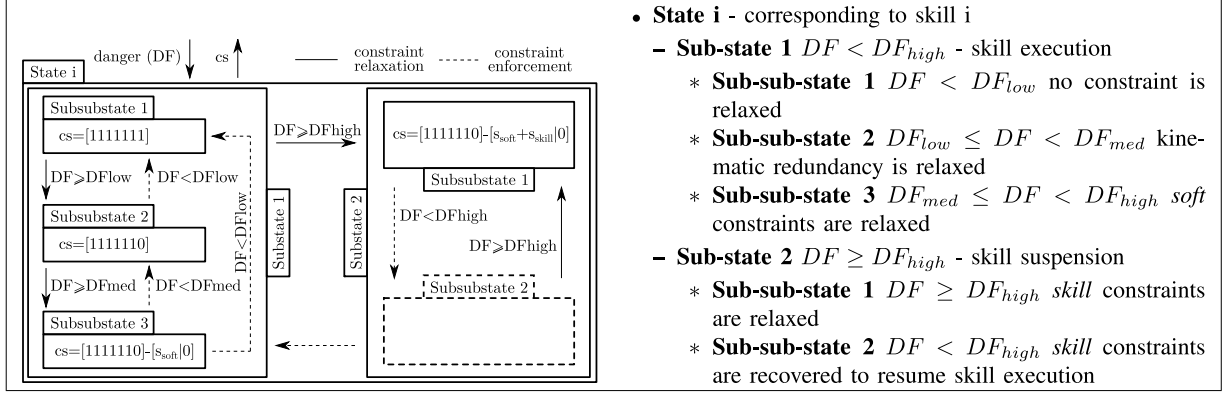 danger (DF)
cs
constraint
relaxation
constraint
enforcement
State i
Subsubstate 1
cs=[1111111]
DF⩾DFlow
DF<DFlow
Subsubstate 2
cs=[1111110]
DF⩾DFmed
DF<DFmed
Subsubstate 3
cs=[1111110]-[s_soft|0]
DF<DFlow
Substate 1
DF⩾DFhigh
Substate 2
cs=[1111110]-[s_soft+s_skill|0]
Subsubstate 1
DF<DFhigh
DF⩾DFhigh
Subsubstate 2
• State i - corresponding to skill i
– Sub-state 1 DF < DF_high - skill execution
∗ Sub-sub-state 1 DF < DF_low no constraint is
relaxed
∗ Sub-sub-state 2 DF_low ≤ DF < DF_med kine-
matic redundancy is relaxed
∗ Sub-sub-state 3 DF_med ≤ DF < DF_high soft
constraints are relaxed
– Sub-state 2 DF ≥ DF_high - skill suspension
∗ Sub-sub-state 1 DF ≥ DF_high skill constraints
are relaxed
∗ Sub-sub-state 2 DF < DF_high skill constraints
are recovered to resume skill execution